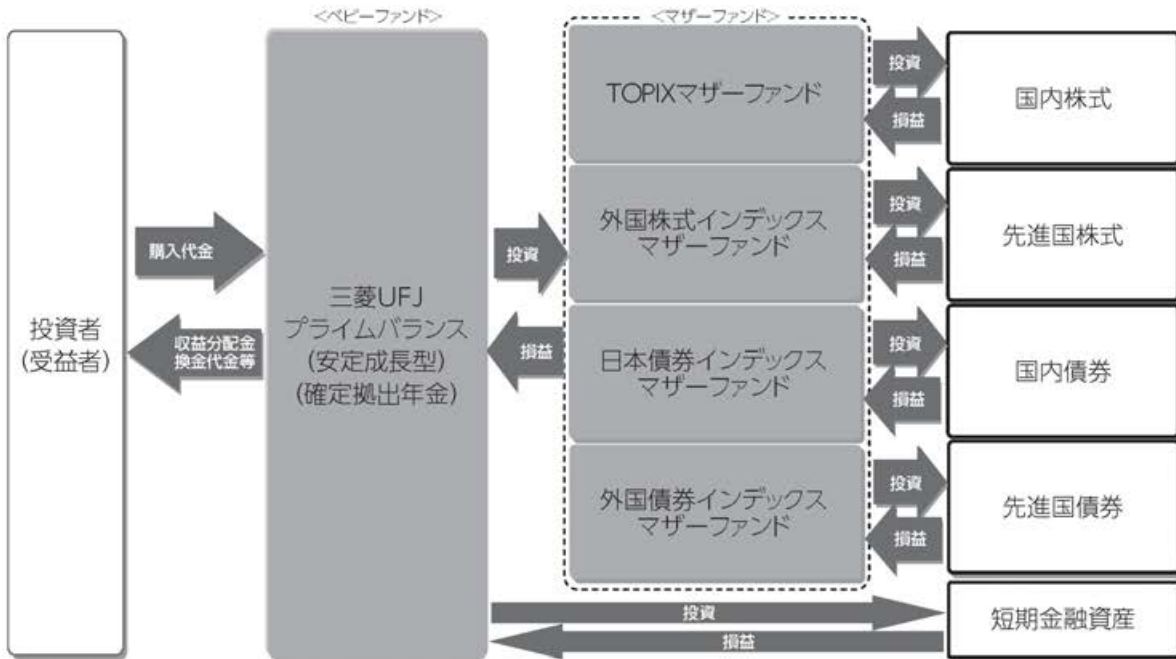 <ベビーファンド>
<マザーファンド>
投資者
(受益者)
購入代金
収益分配金
換金代金等
三菱UFJ
プライムバランス
(安定成長型)
(確定拠出年金)
投資
損益
TOPIXマザーファンド
投資
損益
国内株式
外国株式インデックス
マザーファンド
投資
損益
先進国株式
日本債券インデックス
マザーファンド
投資
損益
国内債券
外国債券インデックス
マザーファンド
投資
損益
先進国債券
投資
損益
短期金融資産